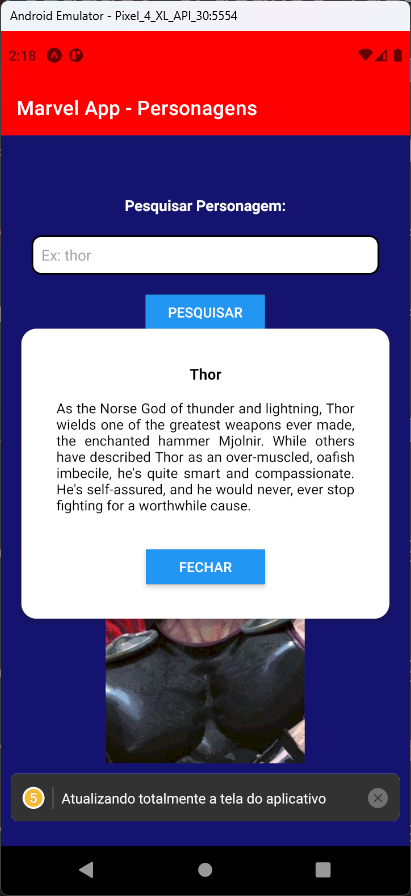 Android Emulator - Pixel_4_XL_API_30:5554
2:18
Marvel App - Personagens
Pesquisar Personagem:
Ex: thor
PESQUISAR
Thor
As the Norse God of thunder and lightning, Thor
wields one of the greatest weapons ever made,
the enchanted hammer Mjolnir. While others
have described Thor as an over-muscled, oafish
imbecile, he's quite smart and compassionate.
He's self-assured, and he would never, ever stop
fighting for a worthwhile cause.
FECHAR
5 Atualizando totalmente a tela do aplicativo